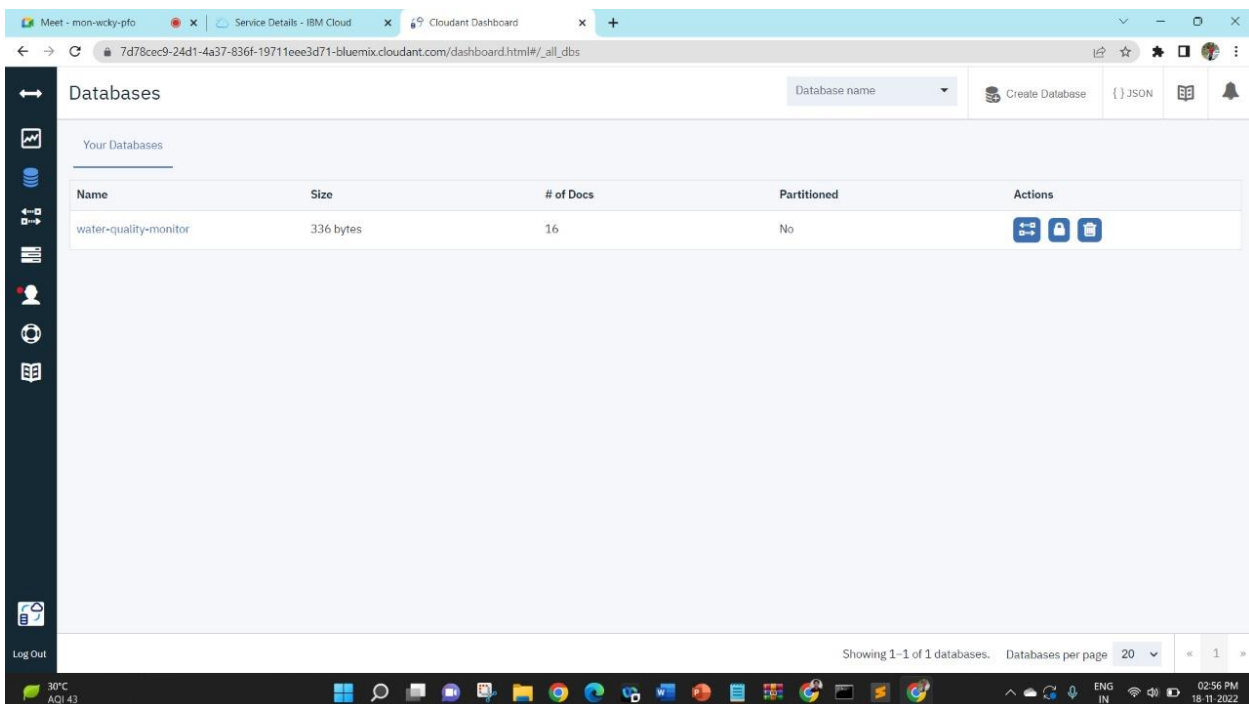 Meet - mon-wcky-pfo
Service Details - IBM Cloud
Cloudant Dashboard
7d78cec9-24d1-4a37-836f-19711eee3d71-bluemix.cloudant.com/dashboard.html#/_all_dbs
Databases
Database name
Create Database
{ } JSON
Your Databases
Name Size # of Docs Partitioned Actions
water-quality-monitor 336 bytes 16 No
Log Out
Showing 1–1 of 1 databases. Databases per page 20 « 1 »
30°C
AQI 43
ENG
IN
02:56 PM
18-11-2022